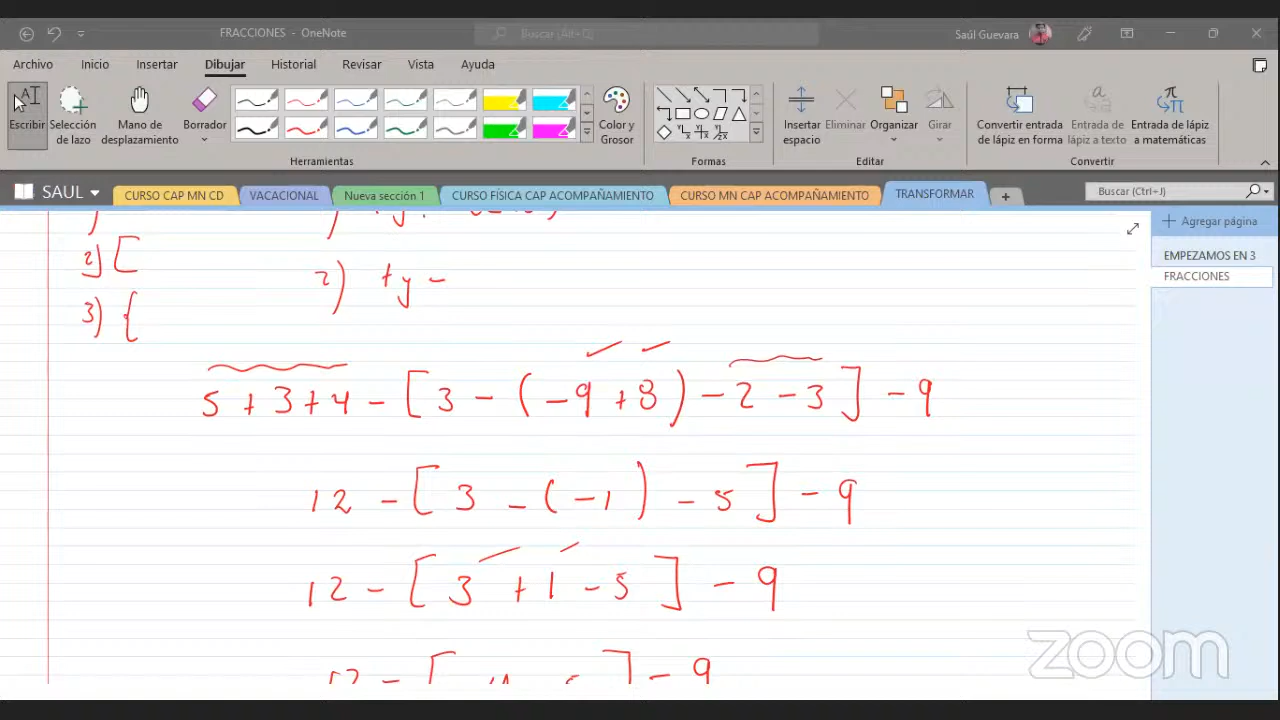 FRACCIONES - OneNote
Buscar (Alt+Q)
Saúl Guevara
Archivo Inicio Insertar Dibujar Historial Revisar Vista Ayuda
Escribir
Selección de lazo
Mano de desplazamiento
Borrador
Color y Grosor
Insertar espacio
Eliminar
Organizar
Girar
Convertir entrada de lápiz en forma
Entrada de lápiz a texto
Entrada de lápiz a matemáticas
Herramientas Formas Editar Convertir
SAUL CURSO CAP MN CD VACACIONAL Nueva sección 1 CURSO FÍSICA CAP ACOMPAÑAMIENTO CURSO MN CAP ACOMPAÑAMIENTO TRANSFORMAR
Buscar (Ctrl+J)
Agregar página
EMPEZAMOS EN 3
FRACCIONES
2) [
2) + y -
3) {
5 + 3 + 4 - [ 3 - ( -9 + 8 ) - 2 - 3 ] - 9
12 - [ 3 - ( -1 ) - 5 ] - 9
12 - [ 3 + 1 - 5 ] - 9
zoom